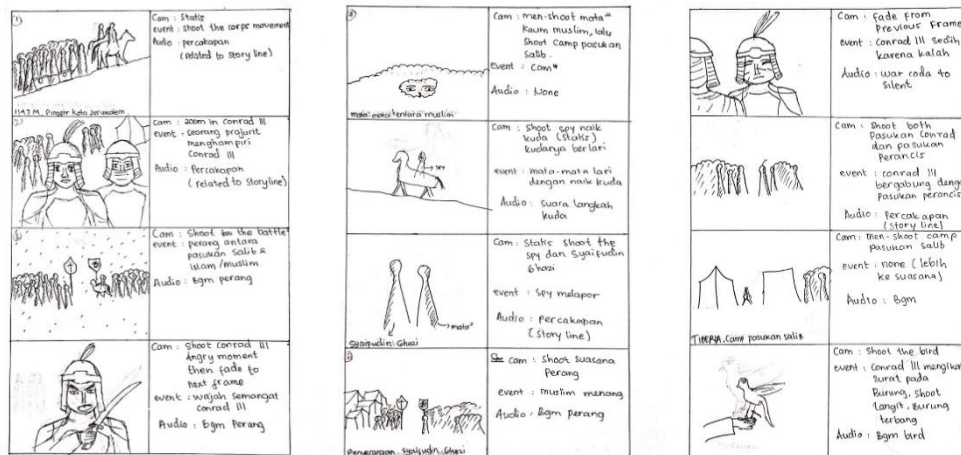 1
Cam : Statis
event : shoot the corps movement
Audio : percakapan
(related to story line)
1147 M, Pinggir kota Jerusalem
Cam : zoom in Conrad III
event : seorang prajurit
menghampiri
Conrad III
Audio : Percakapan
(related to Storyline)
Cam : Shoot the battle
event : perang antara
pasukan salib &
islam/muslim
Audio : Bgm perang
Cam : Shoot Conrad III
Angry moment
then fade to
next frame
event : wajah semangat
Conrad III
Audio : Bgm Perang
Cam : men-shoot mata²
Kaum muslim, lalu
Shoot camp pasukan
salib.
event : Cam"
Audio : None
mata-mata tentara muslim
Cam : Shoot spy naik
kuda (statis)
kudanya berlari
event : mata-mata lari
dengan naik kuda
Audio : suara langkah
kuda
spy
Cam : Statis shoot the
spy dan Syaifudin
Ghazi
event : Spy melapor
Audio : percakapan
(Story line)
Syaifudin Ghazi
mata²
Cam : Shoot Suasana
Perang
event : muslim menang
Audio : Bgm perang
Penyerangan Syaifudin Ghazi
Cam : Fade From
Previous Frame
event : conrad III sedih
karena kalah
Audio : war coda to
silent
Cam : Shoot both
Pasukan Conrad
dan pasukan
perancis
event : conrad III
bergabung dengan
Pasukan perancis
Audio : Percakapan
(story line)
Cam : men-shoot camp
pasukan salib
event : none (lebih
ke suasana)
Audio : Bgm
TIBERIA, Camp pasukan salib
Cam : Shoot the bird
event : Conrad III mengikat
surat pada
Burung, Shoot
langit, Burung
terbang
Audio : Bgm bird